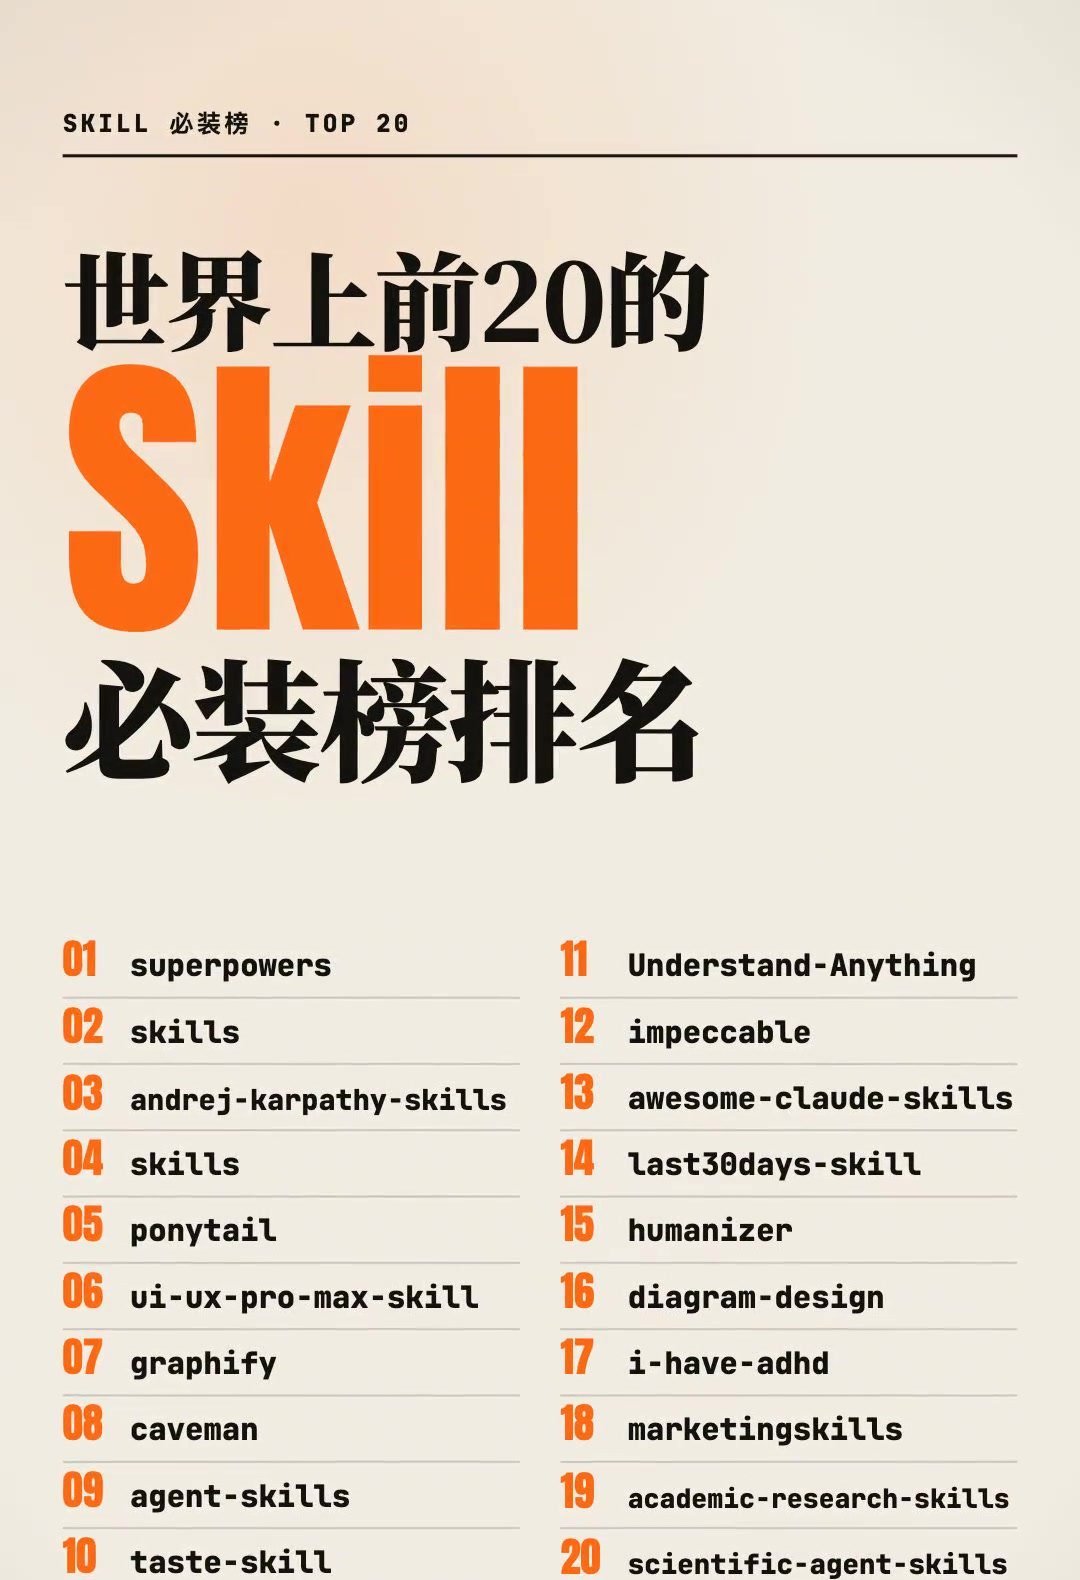 SKILL 必装榜 · TOP 20
世界上前20的
Skill
必装榜排名
01 superpowers
02 skills
03 andrej-karpathy-skills
04 skills
05 ponytail
06 ui-ux-pro-max-skill
07 graphify
08 caveman
09 agent-skills
10 taste-skill
11 Understand-Anything
12 impeccable
13 awesome-claude-skills
14 last30days-skill
15 humanizer
16 diagram-design
17 i-have-adhd
18 marketingskills
19 academic-research-skills
20 scientific-agent-skills